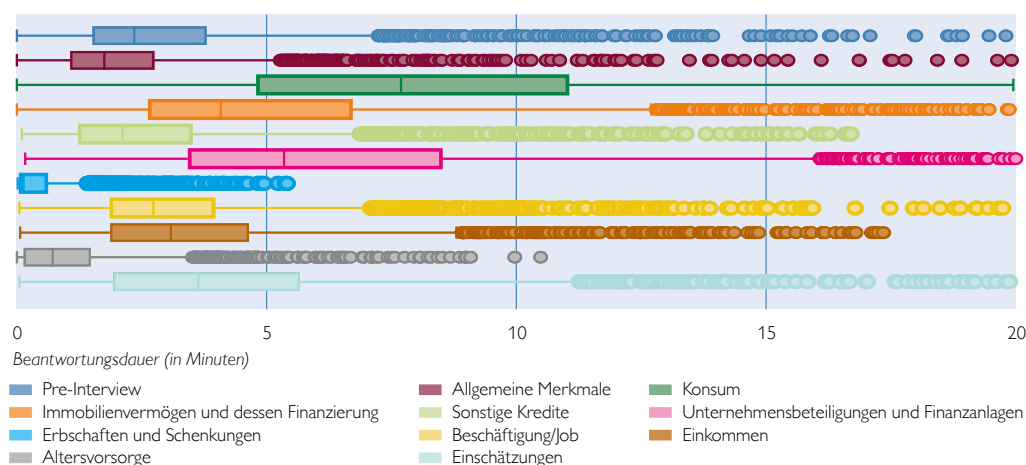 0 5 10 15 20
Beantwortungsdauer (in Minuten)
Pre-Interview Allgemeine Merkmale Konsum
Immobilienvermögen und dessen Finanzierung Sonstige Kredite Unternehmensbeteiligungen und Finanzanlagen
Erbschaften und Schenkungen Beschäftigung/Job Einkommen
Altersvorsorge Einschätzungen